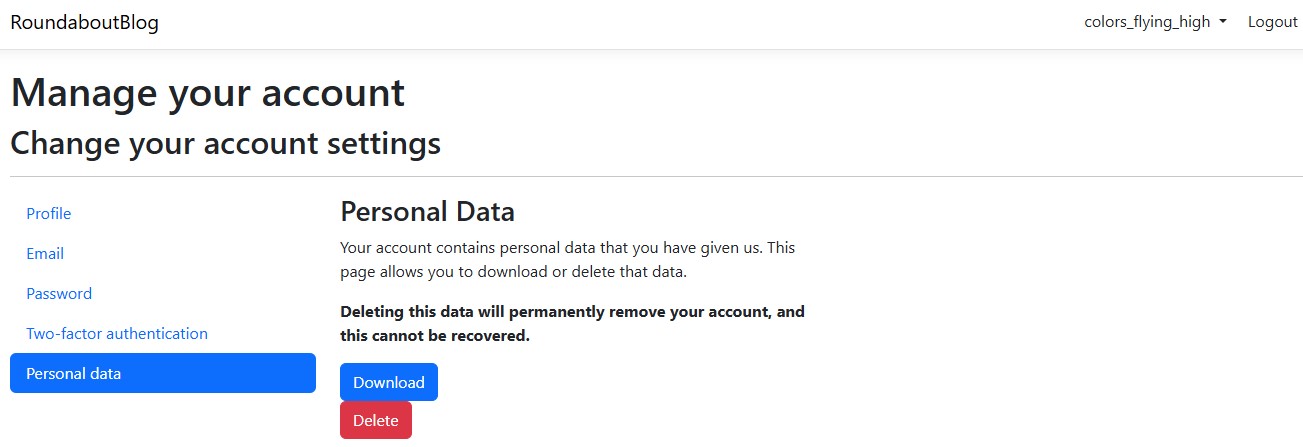 RoundaboutBlog
colors_flying_high
Logout
Manage your account
Change your account settings
Profile
Email
Password
Two-factor authentication
Personal data
Personal Data
Your account contains personal data that you have given us. This
page allows you to download or delete that data.
Deleting this data will permanently remove your account, and
this cannot be recovered.
Download
Delete